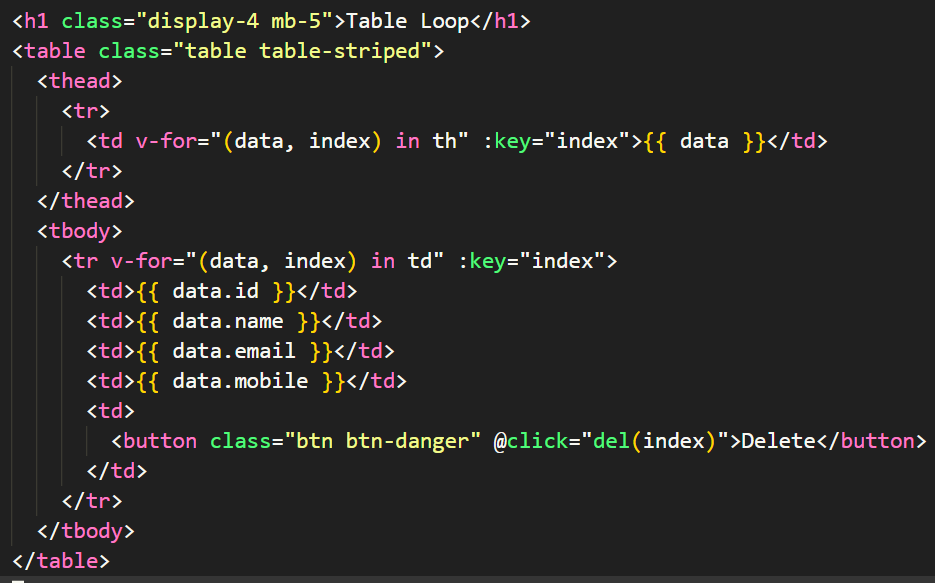 <h1 class="display-4 mb-5">Table Loop</h1>
<table class="table table-striped">
<thead>
<tr>
<td v-for="(data, index) in th" :key="index">{{ data }}</td>
</tr>
</thead>
<tbody>
<tr v-for="(data, index) in td" :key="index">
<td>{{ data.id }}</td>
<td>{{ data.name }}</td>
<td>{{ data.email }}</td>
<td>{{ data.mobile }}</td>
<td>
<button class="btn btn-danger" @click="del(index)">Delete</button>
</td>
</tr>
</tbody>
</table>